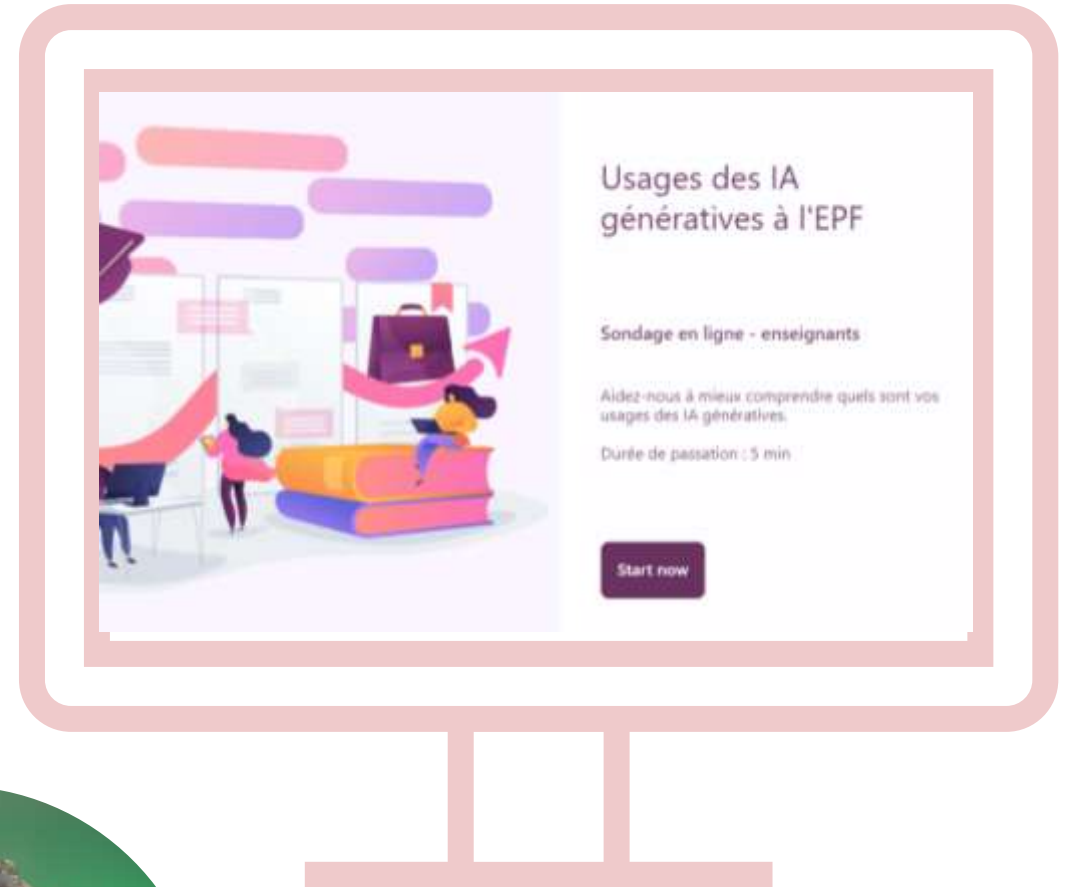 Usages des IA
génératives à l'EPF
Sondage en ligne - enseignants
Aidez-nous à mieux comprendre quels sont vos
usages des IA génératives.
Durée de passation : 5 min
Start now